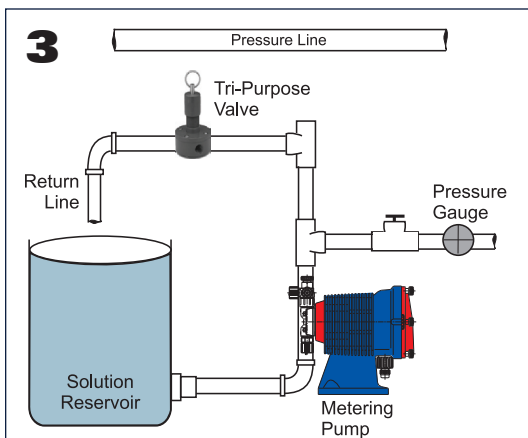 3
Pressure Line
Tri-Purpose
Valve
Return
Line
Pressure
Gauge
Solution
Reservoir
Metering
Pump